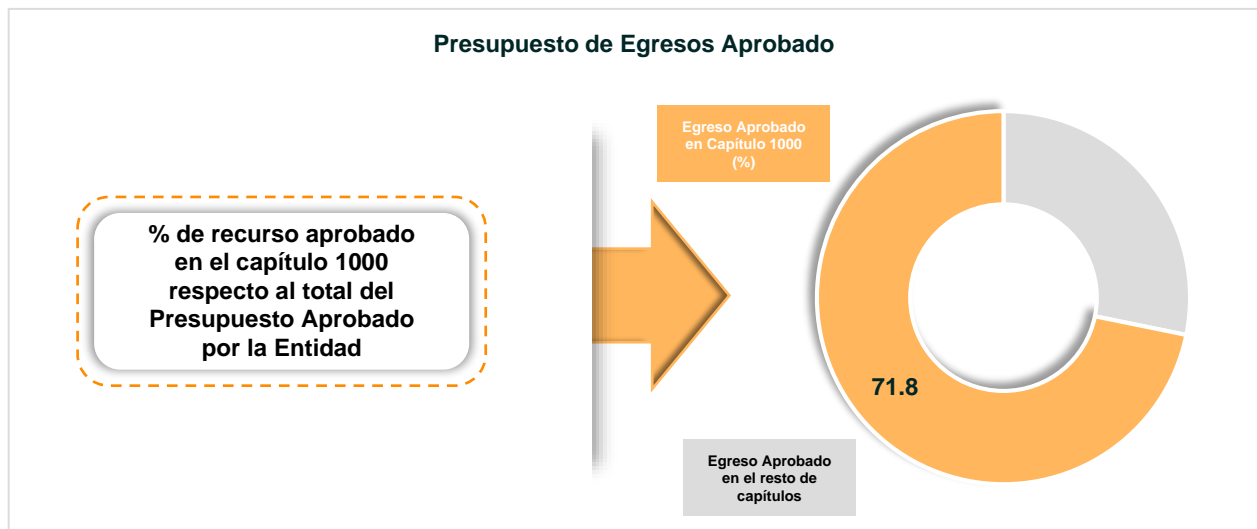 Presupuesto de Egresos Aprobado
Egreso Aprobado
en Capítulo 1000
(%)
% de recurso aprobado
en el capítulo 1000
respecto al total del
Presupuesto Aprobado
por la Entidad
71.8
Egreso Aprobado
en el resto de
capítulos